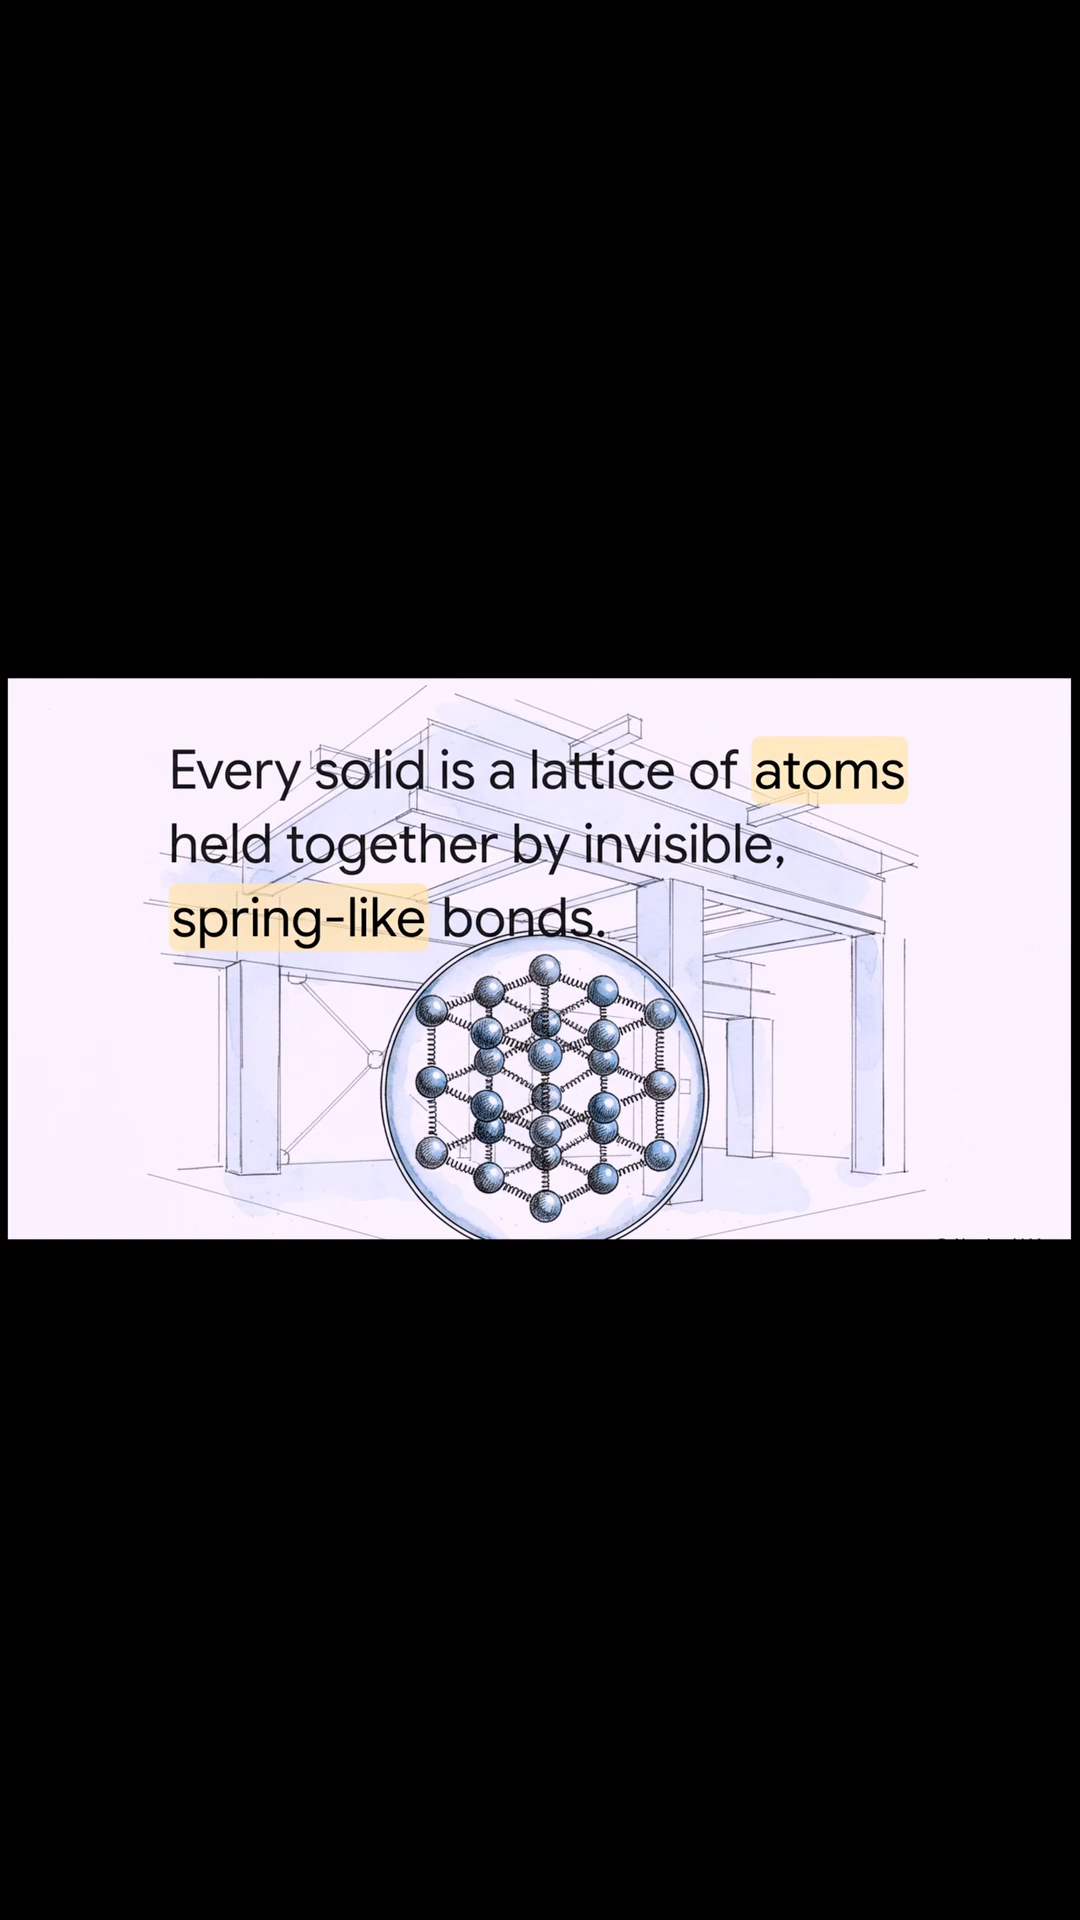 Every solid is a lattice of atoms
held together by invisible,
spring-like bonds.